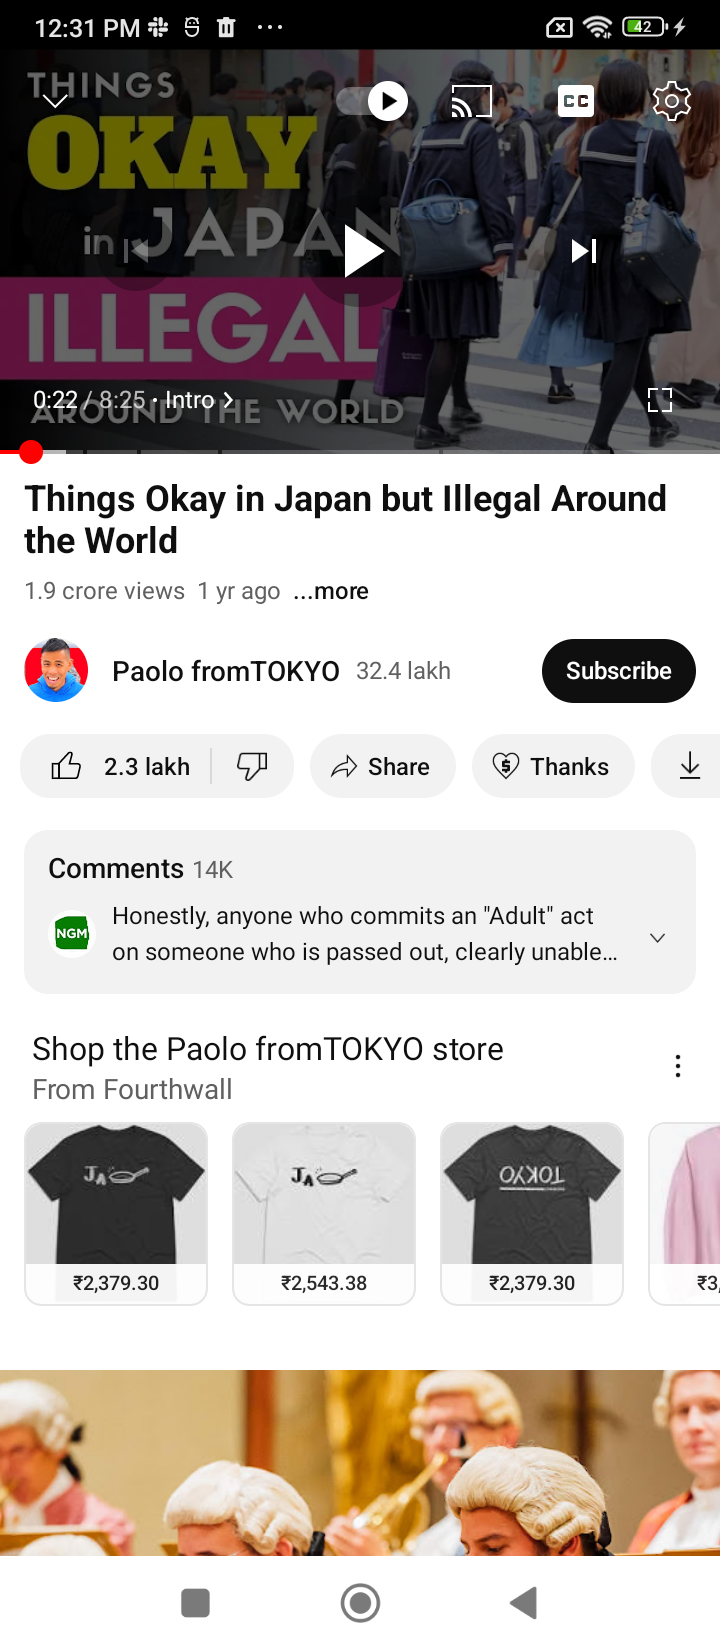 12:31 PM
42
THINGS
OKAY
in JAPAN
ILLEGAL
AROUND THE WORLD
CC
0:22 / 8:25 • Intro
Things Okay in Japan but Illegal Around
the World
1.9 crore views 1 yr ago ...more
Paolo fromTOKYO 32.4 lakh
Subscribe
2.3 lakh
Share
Thanks
Comments 14K
NGM
Honestly, anyone who commits an "Adult" act
on someone who is passed out, clearly unable...
Shop the Paolo fromTOKYO store
From Fourthwall
JA
JA
TOKYO
₹2,379.30
₹2,543.38
₹2,379.30
₹3,